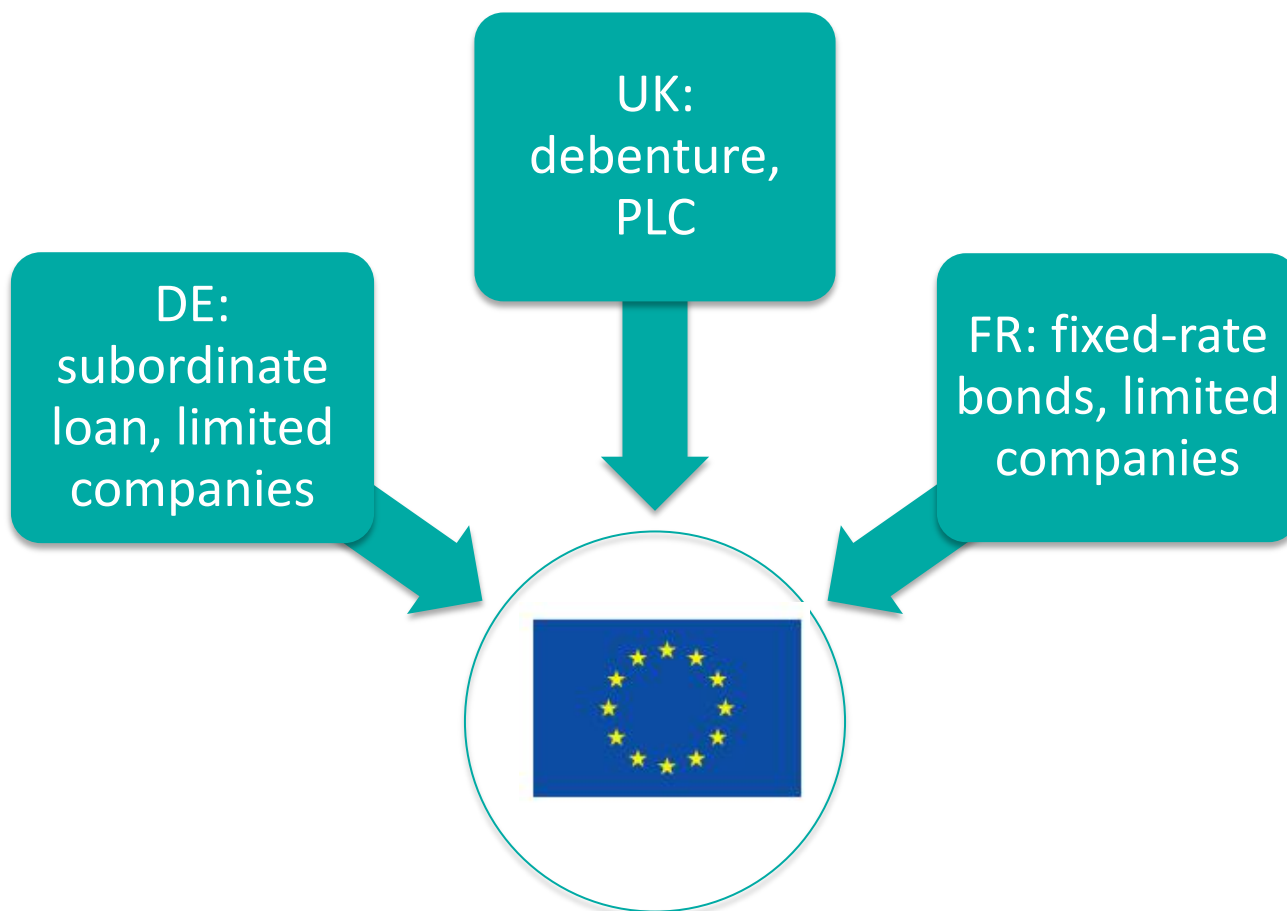 UK:
debenture,
PLC
DE:
subordinate
loan, limited
companies
FR: fixed-rate
bonds, limited
companies